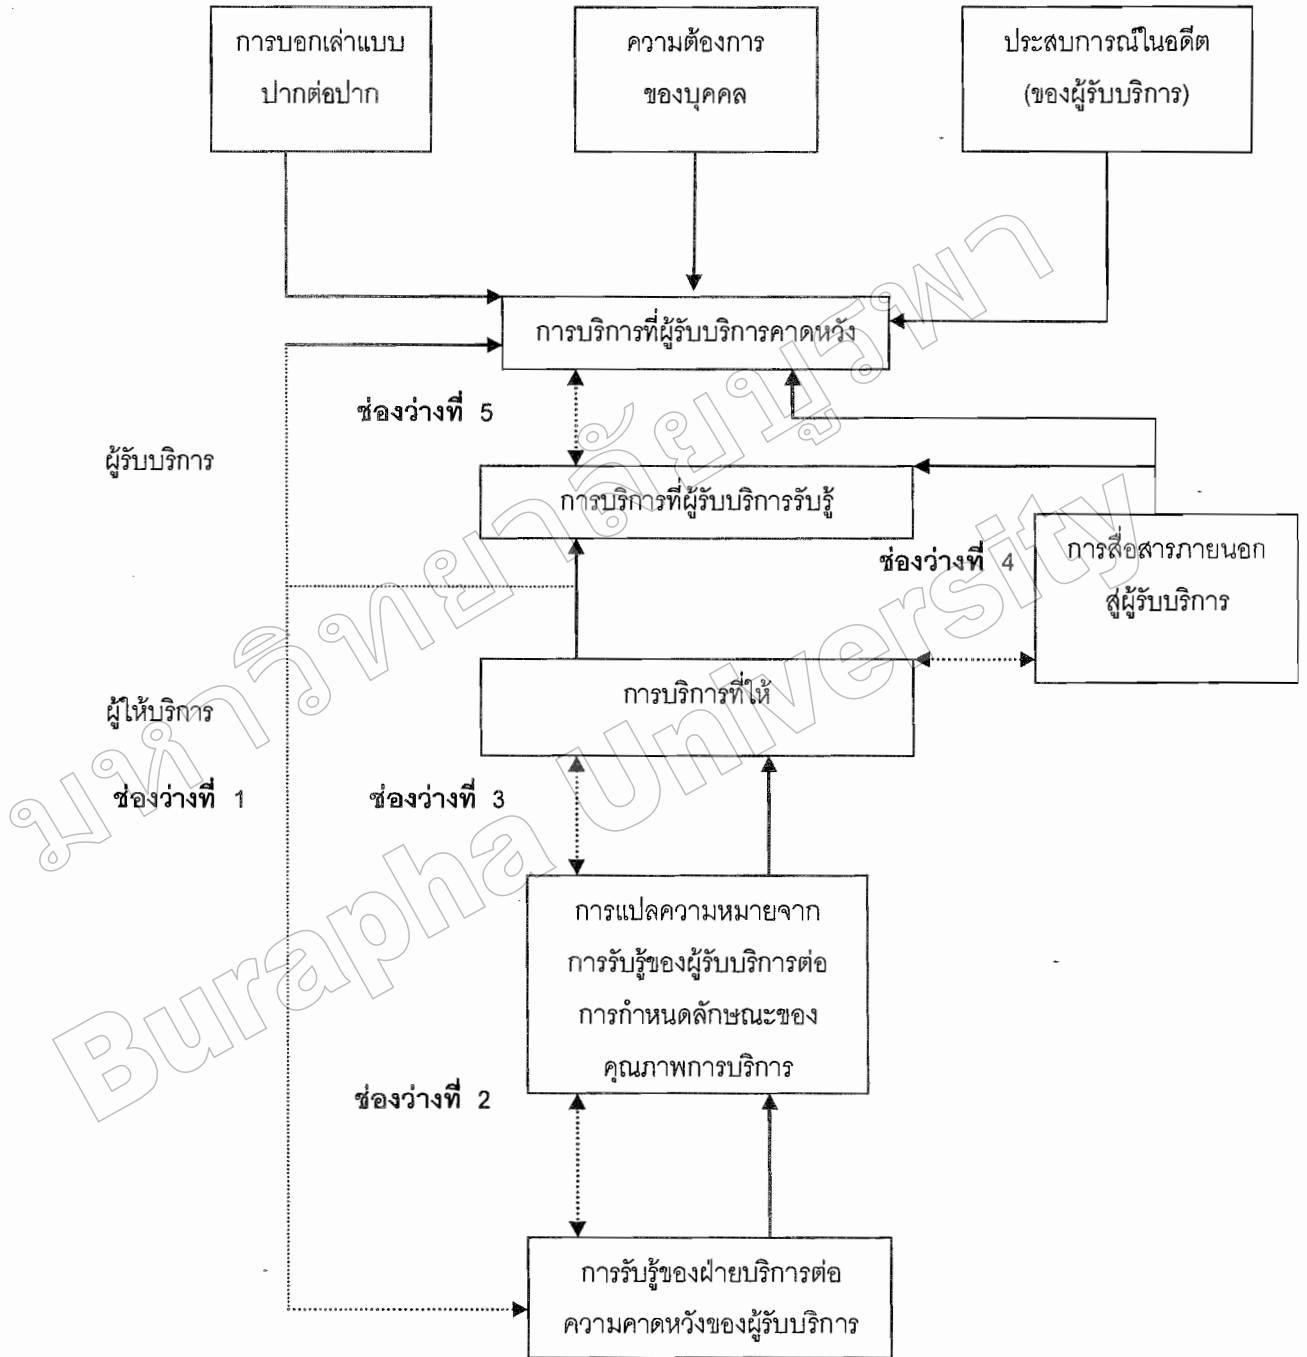 การบอกเล่าแบบ
ปากต่อปาก
ความต้องการ
ของบุคคล
ประสบการณ์ในอดีต
(ของผู้รับบริการ)
การบริการที่ผู้รับบริการคาดหวัง
ช่องว่างที่ 5
ผู้รับบริการ
การบริการที่ผู้รับบริการรับรู้
ช่องว่างที่ 4
การสื่อสารภายนอก
สู่ผู้รับบริการ
การบริการที่ให้
ผู้ให้บริการ
ช่องว่างที่ 1
ช่องว่างที่ 3
การแปลความหมายจาก
การรับรู้ของผู้รับบริการต่อ
การกำหนดลักษณะของ
คุณภาพการบริการ
ช่องว่างที่ 2
การรับรู้ของฝ่ายบริการต่อ
ความคาดหวังของผู้รับบริการ
มหาวิทยาลัยบูรพา
Burapha University